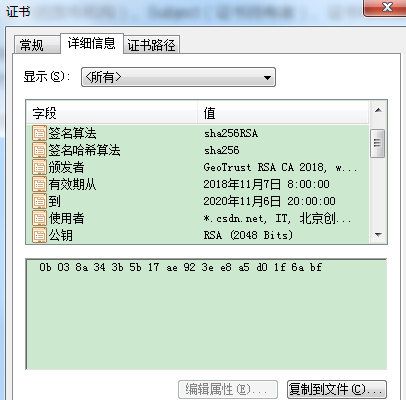 证书
常规 详细信息 证书路径
显示(S): <所有>
字段 值
签名算法 sha256RSA
签名哈希算法 sha256
颁发者 GeoTrust RSA CA 2018, w...
有效期从 2018年11月7日 8:00:00
到 2020年11月6日 20:00:00
使用者 *.csdn.net, IT, 北京创...
公钥 RSA (2048 Bits)
0b 03 8a 34 3b 5b 17 ae 92 3e e8 a5 d0 1f 6a bf
编辑属性(E)... 复制到文件(C)...